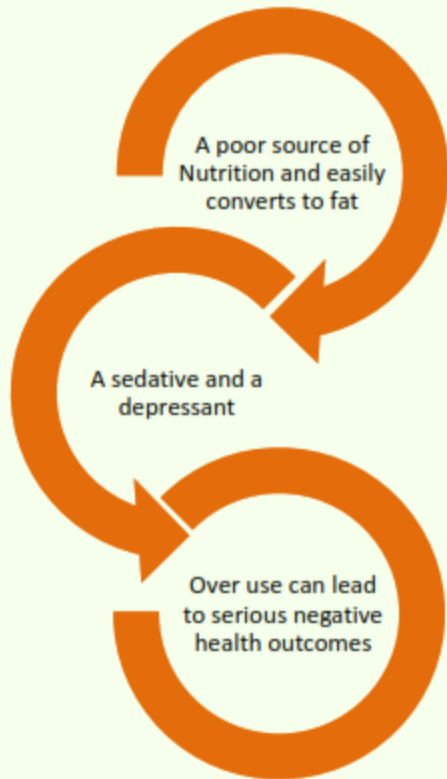 A poor source of
Nutrition and easily
converts to fat
A sedative and a
depressant
Over use can lead
to serious negative
health outcomes